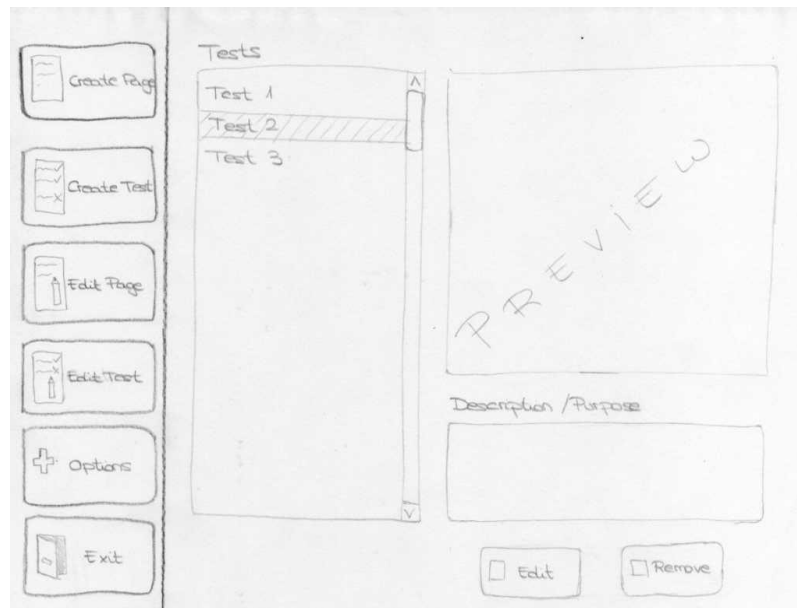 Create Page
Create Test
Edit Page
Edit Test
Options
Exit
Tests
Test 1
Test 2
Test 3
PREVIEW
Description / Purpose
Edit
Remove